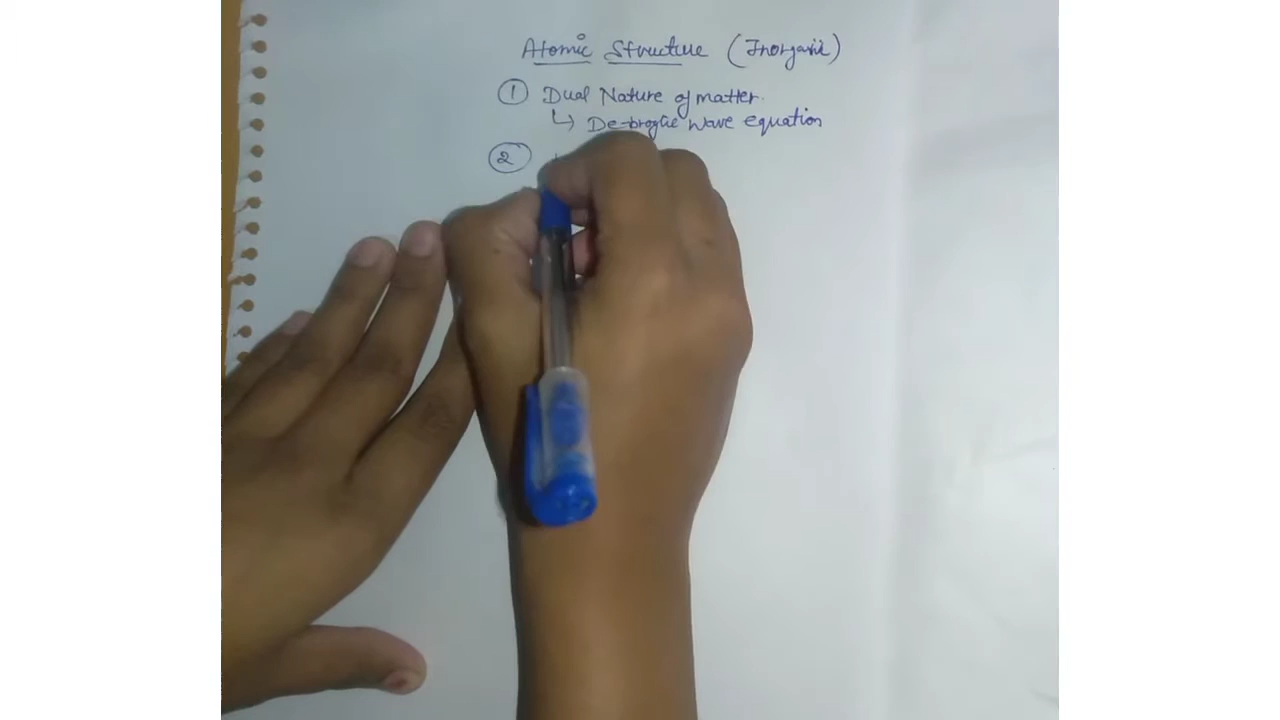 Atomic Structure (Inorganic)
① Dual Nature of matter.
↳ De-broglie Wave equation
②